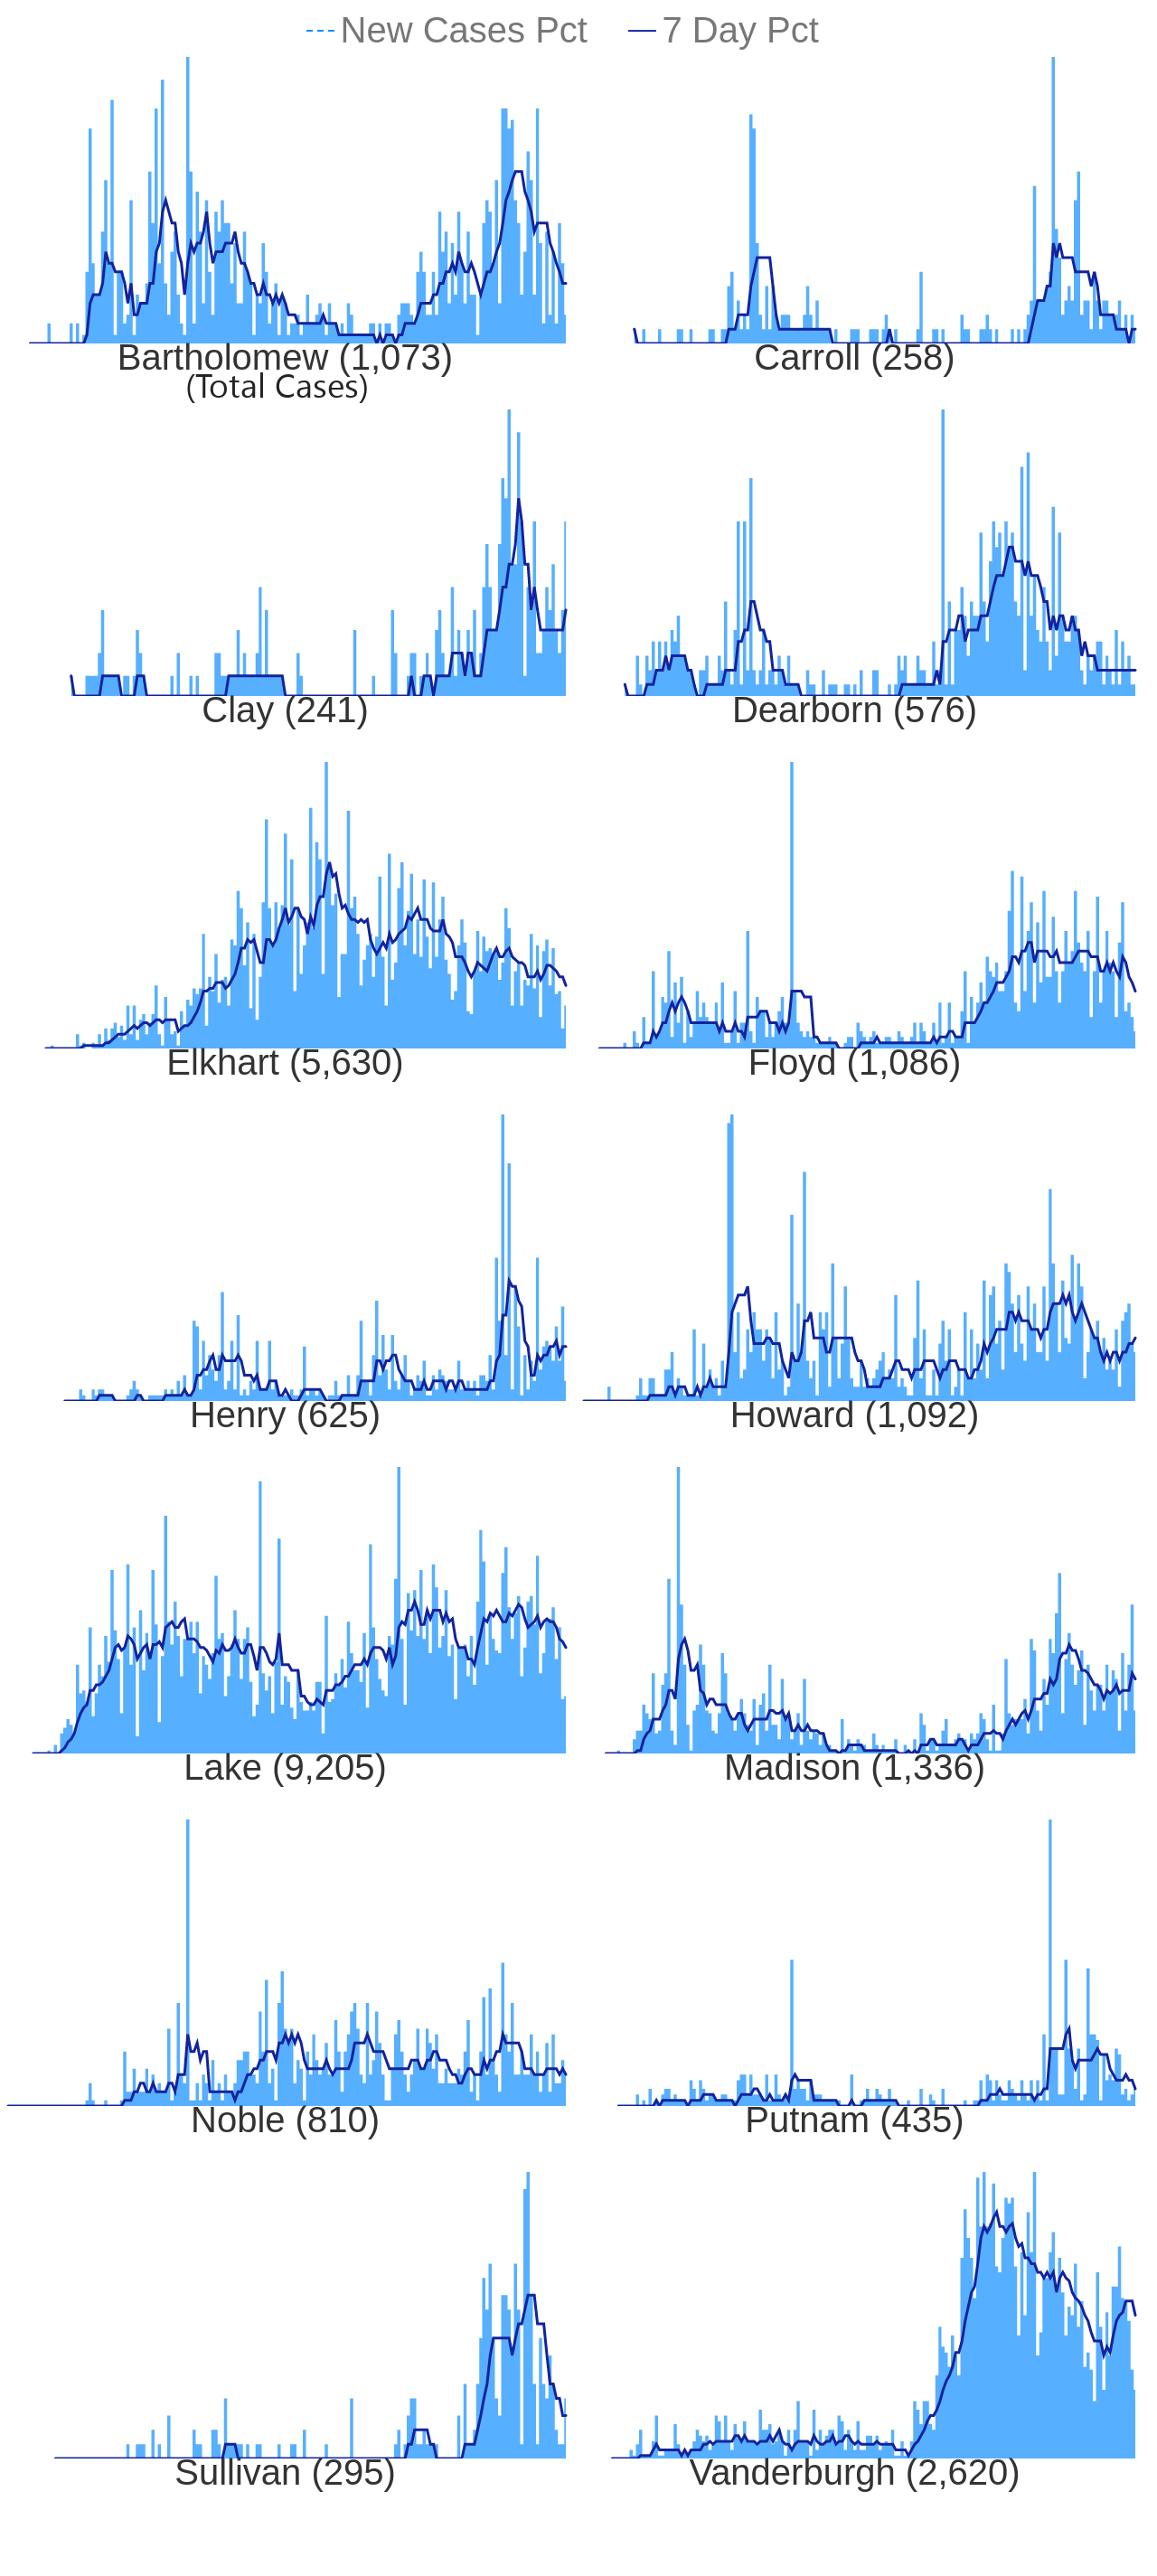 New Cases Pct 7 Day Pct
Bartholomew (1,073) Carroll (258)
(Total Cases)
Clay (241) Dearborn (576)
Elkhart (5,630) Floyd (1,086)
Henry (625) Howard (1,092)
Lake (9,205) Madison (1,336)
Noble (810) Putnam (435)
Sullivan (295) Vanderburgh (2,620)